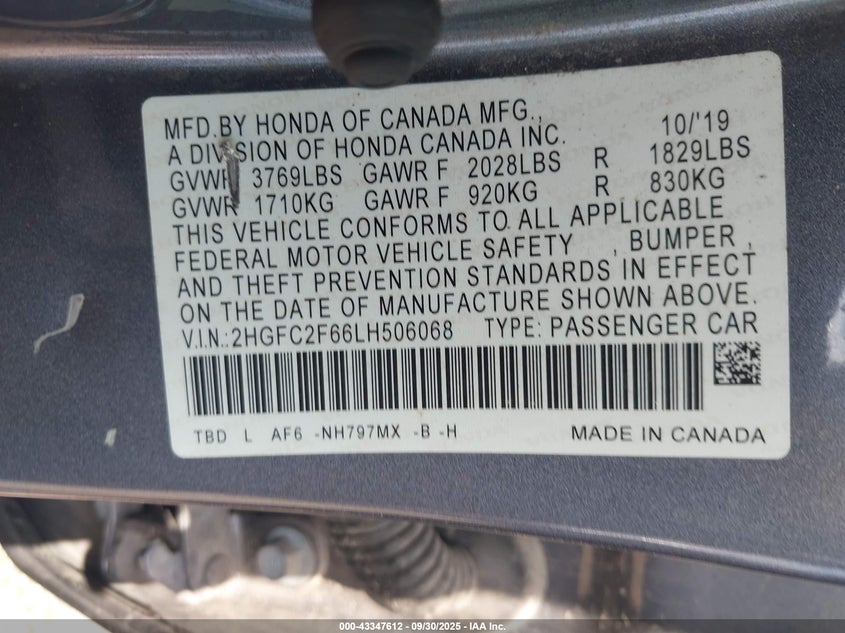 MFD.BY HONDA OF CANADA MFG., 10/'19
A DIVISION OF HONDA CANADA INC.
GVWR 3769LBS GAWR F 2028LBS R 1829LBS
GVWR 1710KG GAWR F 920KG R 830KG
THIS VEHICLE CONFORMS TO ALL APPLICABLE
FEDERAL MOTOR VEHICLE SAFETY , BUMPER ,
AND THEFT PREVENTION STANDARDS IN EFFECT
ON THE DATE OF MANUFACTURE SHOWN ABOVE.
V.I.N.:2HGFC2F66LH506068 TYPE: PASSENGER CAR
TBD L AF6 -NH797MX -B -H MADE IN CANADA
000-43347612 - 09/30/2025 - IAA Inc.